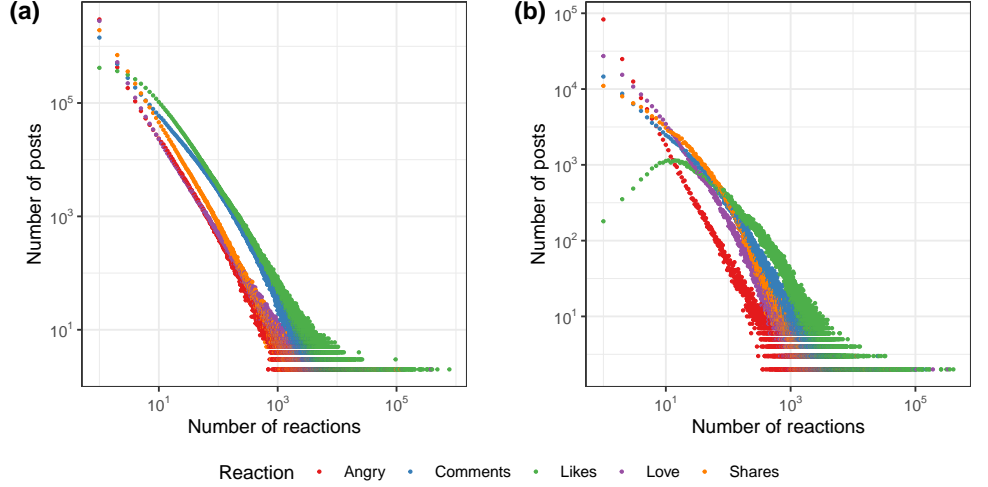 (a)
10^5
10^3
10^1
Number of posts
10^1 10^3 10^5
Number of reactions
(b)
10^5
10^4
10^3
10^2
10^1
Number of posts
10^1 10^3 10^5
Number of reactions
Reaction Angry Comments Likes Love Shares